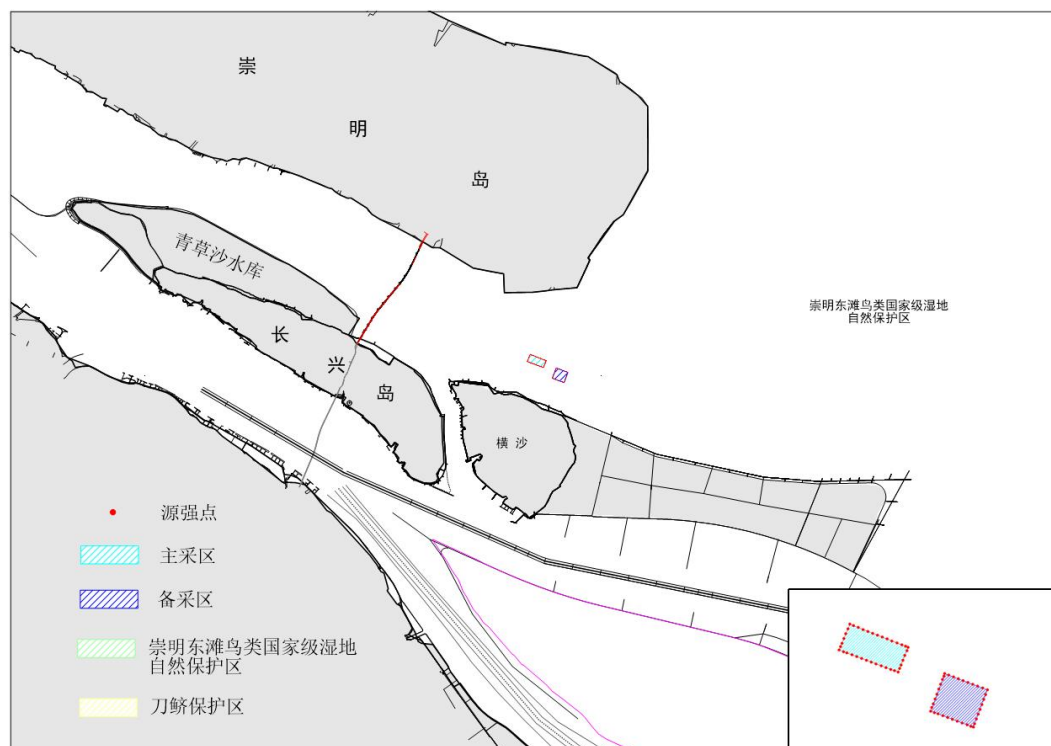 崇
明
岛
青草沙水库
崇明东滩鸟类国家级湿地
自然保护区
长
兴
岛
横沙
源强点
主采区
备采区
崇明东滩鸟类国家级湿地
自然保护区
刀鲚保护区